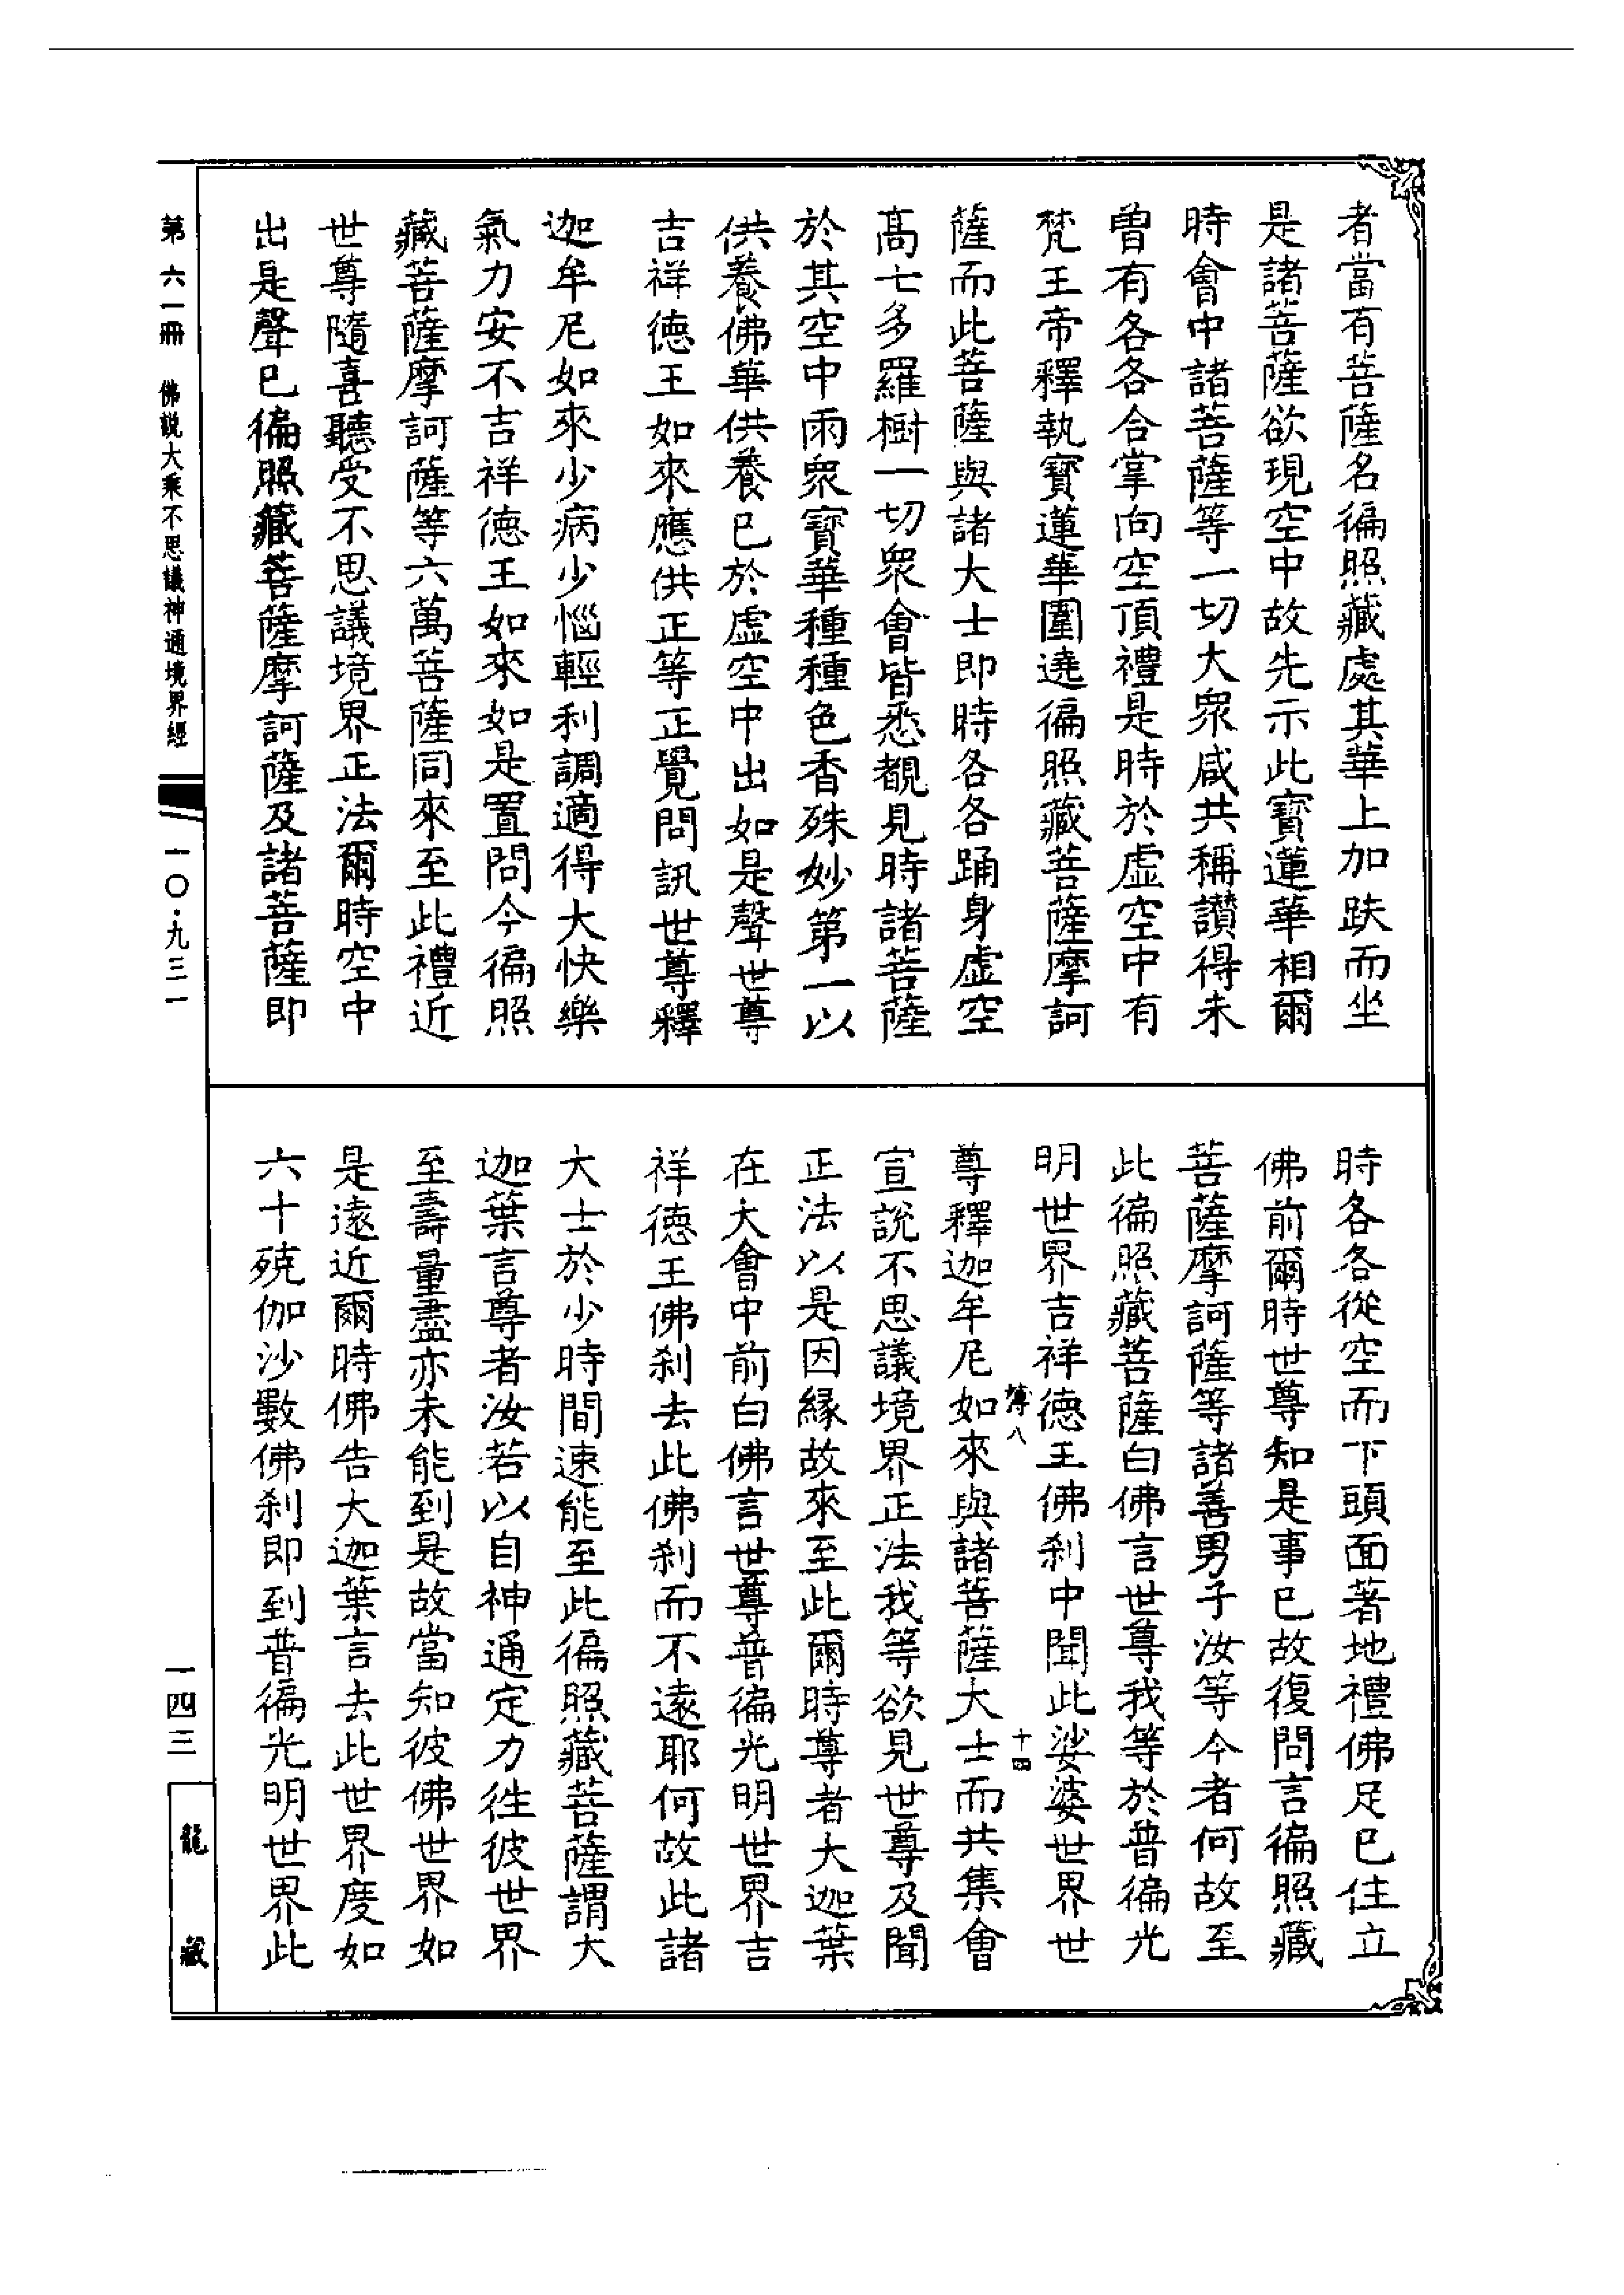 者當有菩薩名徧照藏處其華上加趺而坐
是諸菩薩欲現空中故先示此寶蓮華相爾
時會中諸菩薩等一切大衆咸共稱讃得未
曽有各各合掌向空頂禮是時於虛空中有
梵王帝釋執寳蓮華圍遶徧照藏菩薩摩訶
薩而此菩薩與諸大士即時各各踊身虛空
髙七多羅樹一切衆會皆悉覩見時諸菩薩
於其空中雨衆寳華種種色香殊妙第一以
供養佛華供養已於虛空中出如是聲世尊
吉祥德王如來應供正等正覺問訊世尊釋
迦牟尼如來少病少惱輕利調適得大快樂
氣力安不吉祥德王如來如是置問今徧照
藏菩薩摩訶薩等六萬菩薩同來至此禮近
世尊隨喜聽受不思議境界正法爾時空中
出是聲已徧照藏菩薩摩訶薩及諸菩薩即
時各各從空而下頭面著地禮佛足已住立
佛前爾時世尊知是事已故復問言徧照藏
菩薩摩訶薩等諸善男子汝等今者何故至
此徧照藏菩薩白佛言世尊我等於普徧光
明世界吉祥德王佛刹中聞此娑婆世界世
薄八 十四
尊釋迦牟尼如來與諸菩薩大士而共集會
宣說不思議境界正法我等欲見世尊及聞
正法以是因縁故來至此爾時尊者大迦葉
在大會中前白佛言世尊普徧光明世界吉
祥德王佛刹去此佛刹而不遠耶何故此諸
大士於少時間速能至此徧照藏菩薩謂大
迦葉言尊者汝若以自神通定力徃彼世界
至壽量盡亦未能到是故當知彼佛世界如
是遠近爾時佛告大迦葉言去此世界度如
六十殑伽沙數佛刹即到普徧光明世界此
第六一冊 佛說大乘不思議神通境界經
一〇·九三一
一四三
龍藏